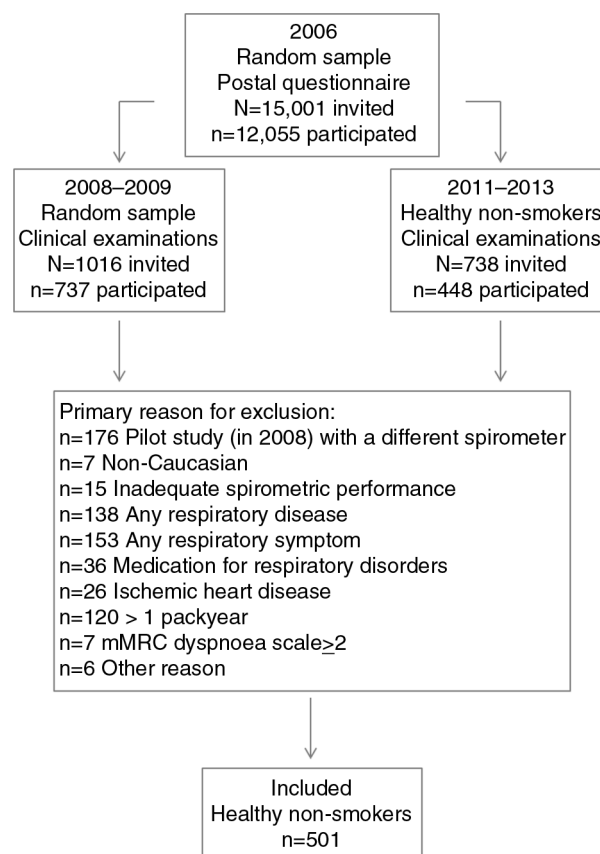 2006
Random sample
Postal questionnaire
N=15,001 invited
n=12,055 participated
2008–2009
Random sample
Clinical examinations
N=1016 invited
n=737 participated
2011–2013
Healthy non-smokers
Clinical examinations
N=738 invited
n=448 participated
Primary reason for exclusion:
n=176 Pilot study (in 2008) with a different spirometer
n=7 Non-Caucasian
n=15 Inadequate spirometric performance
n=138 Any respiratory disease
n=153 Any respiratory symptom
n=36 Medication for respiratory disorders
n=26 Ischemic heart disease
n=120 > 1 packyear
n=7 mMRC dyspnoea scale≥2
n=6 Other reason
Included
Healthy non-smokers
n=501